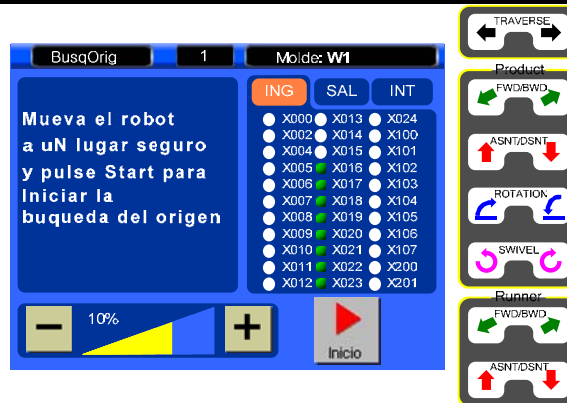 BusqOrig 1 Molde: W1
ING SAL INT
Mueva el robot
a uN lugar seguro
y pulse Start para
Iniciar la
buqueda del origen
X000 X013 X024
X002 X014 X100
X004 X015 X101
X005 X016 X102
X006 X017 X103
X007 X018 X104
X008 X019 X105
X009 X020 X106
X010 X021 X107
X011 X022 X200
X012 X023 X201
10%
Inicio
TRAVERSE
Product
FWD/BWD
ASNT/DSNT
ROTATION
SWIVEL
Runner
FWD/BWD
ASNT/DSNT